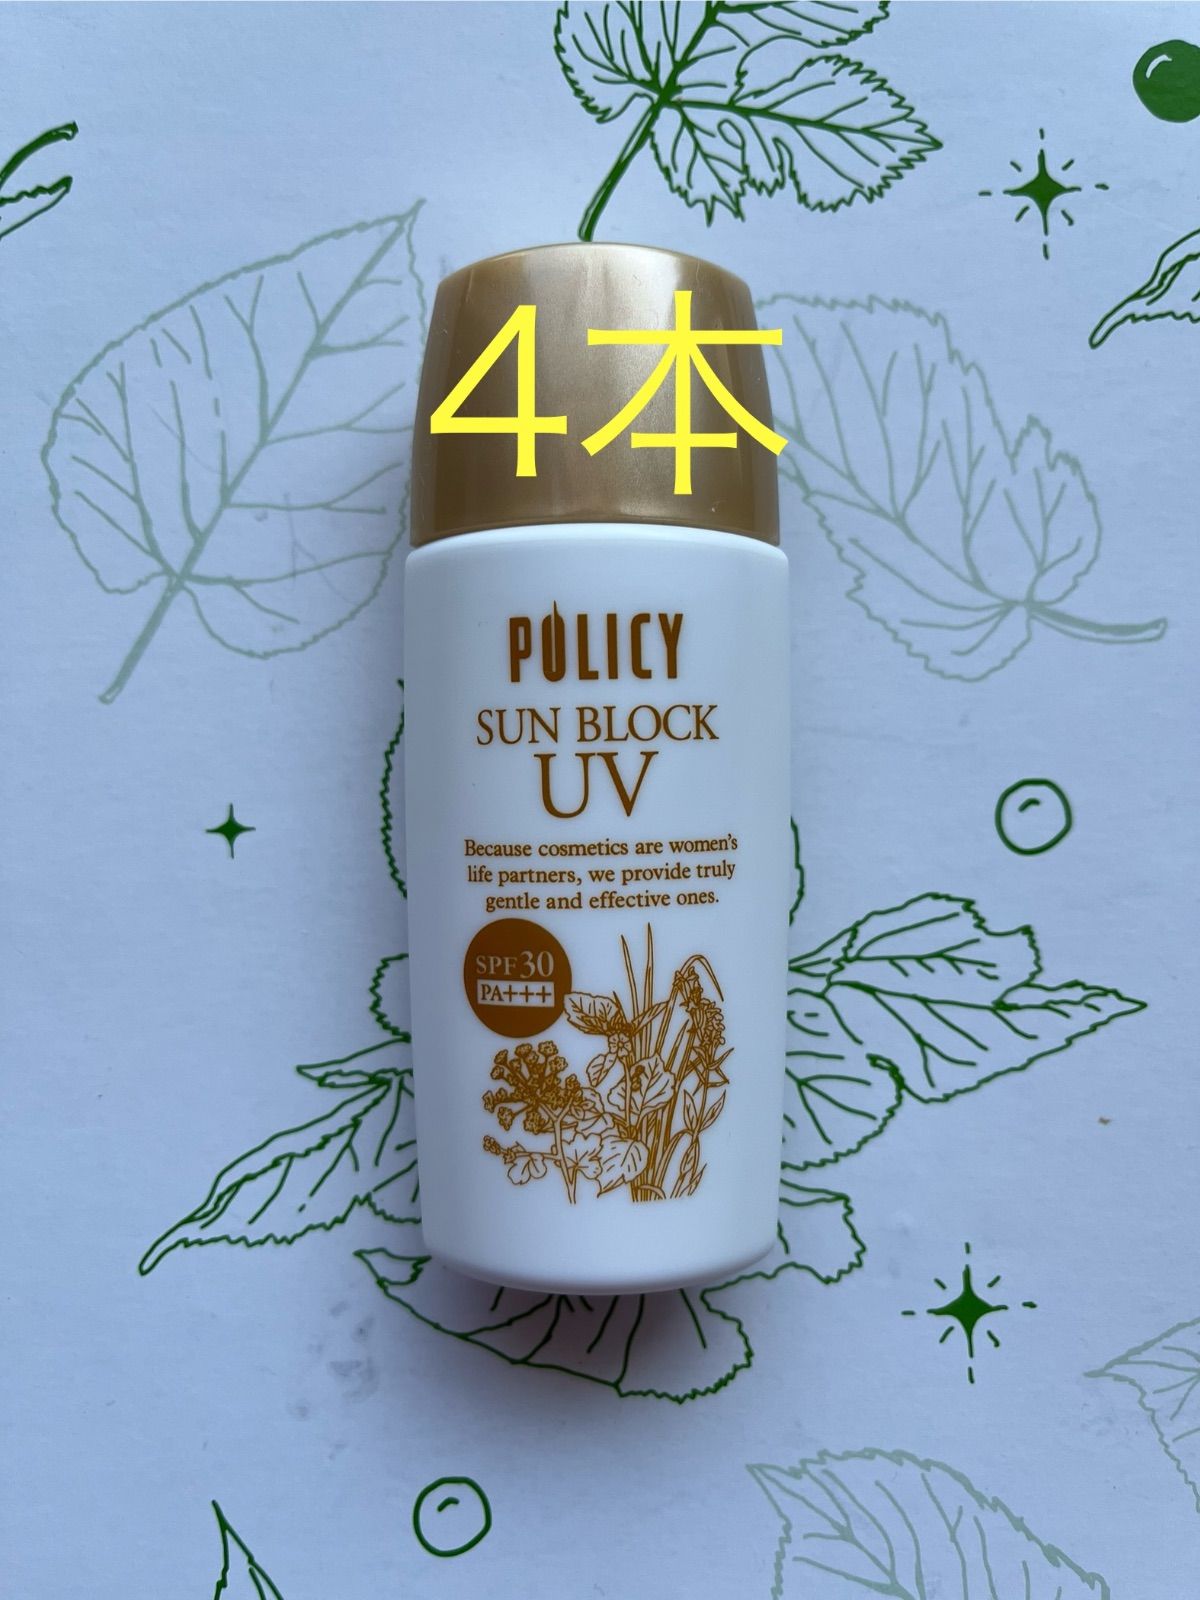 4本
POLICY
SUN BLOCK
UV
Because cosmetics are women's
life partners, we provide truly
gentle and effective ones.
SPF30
PA+++